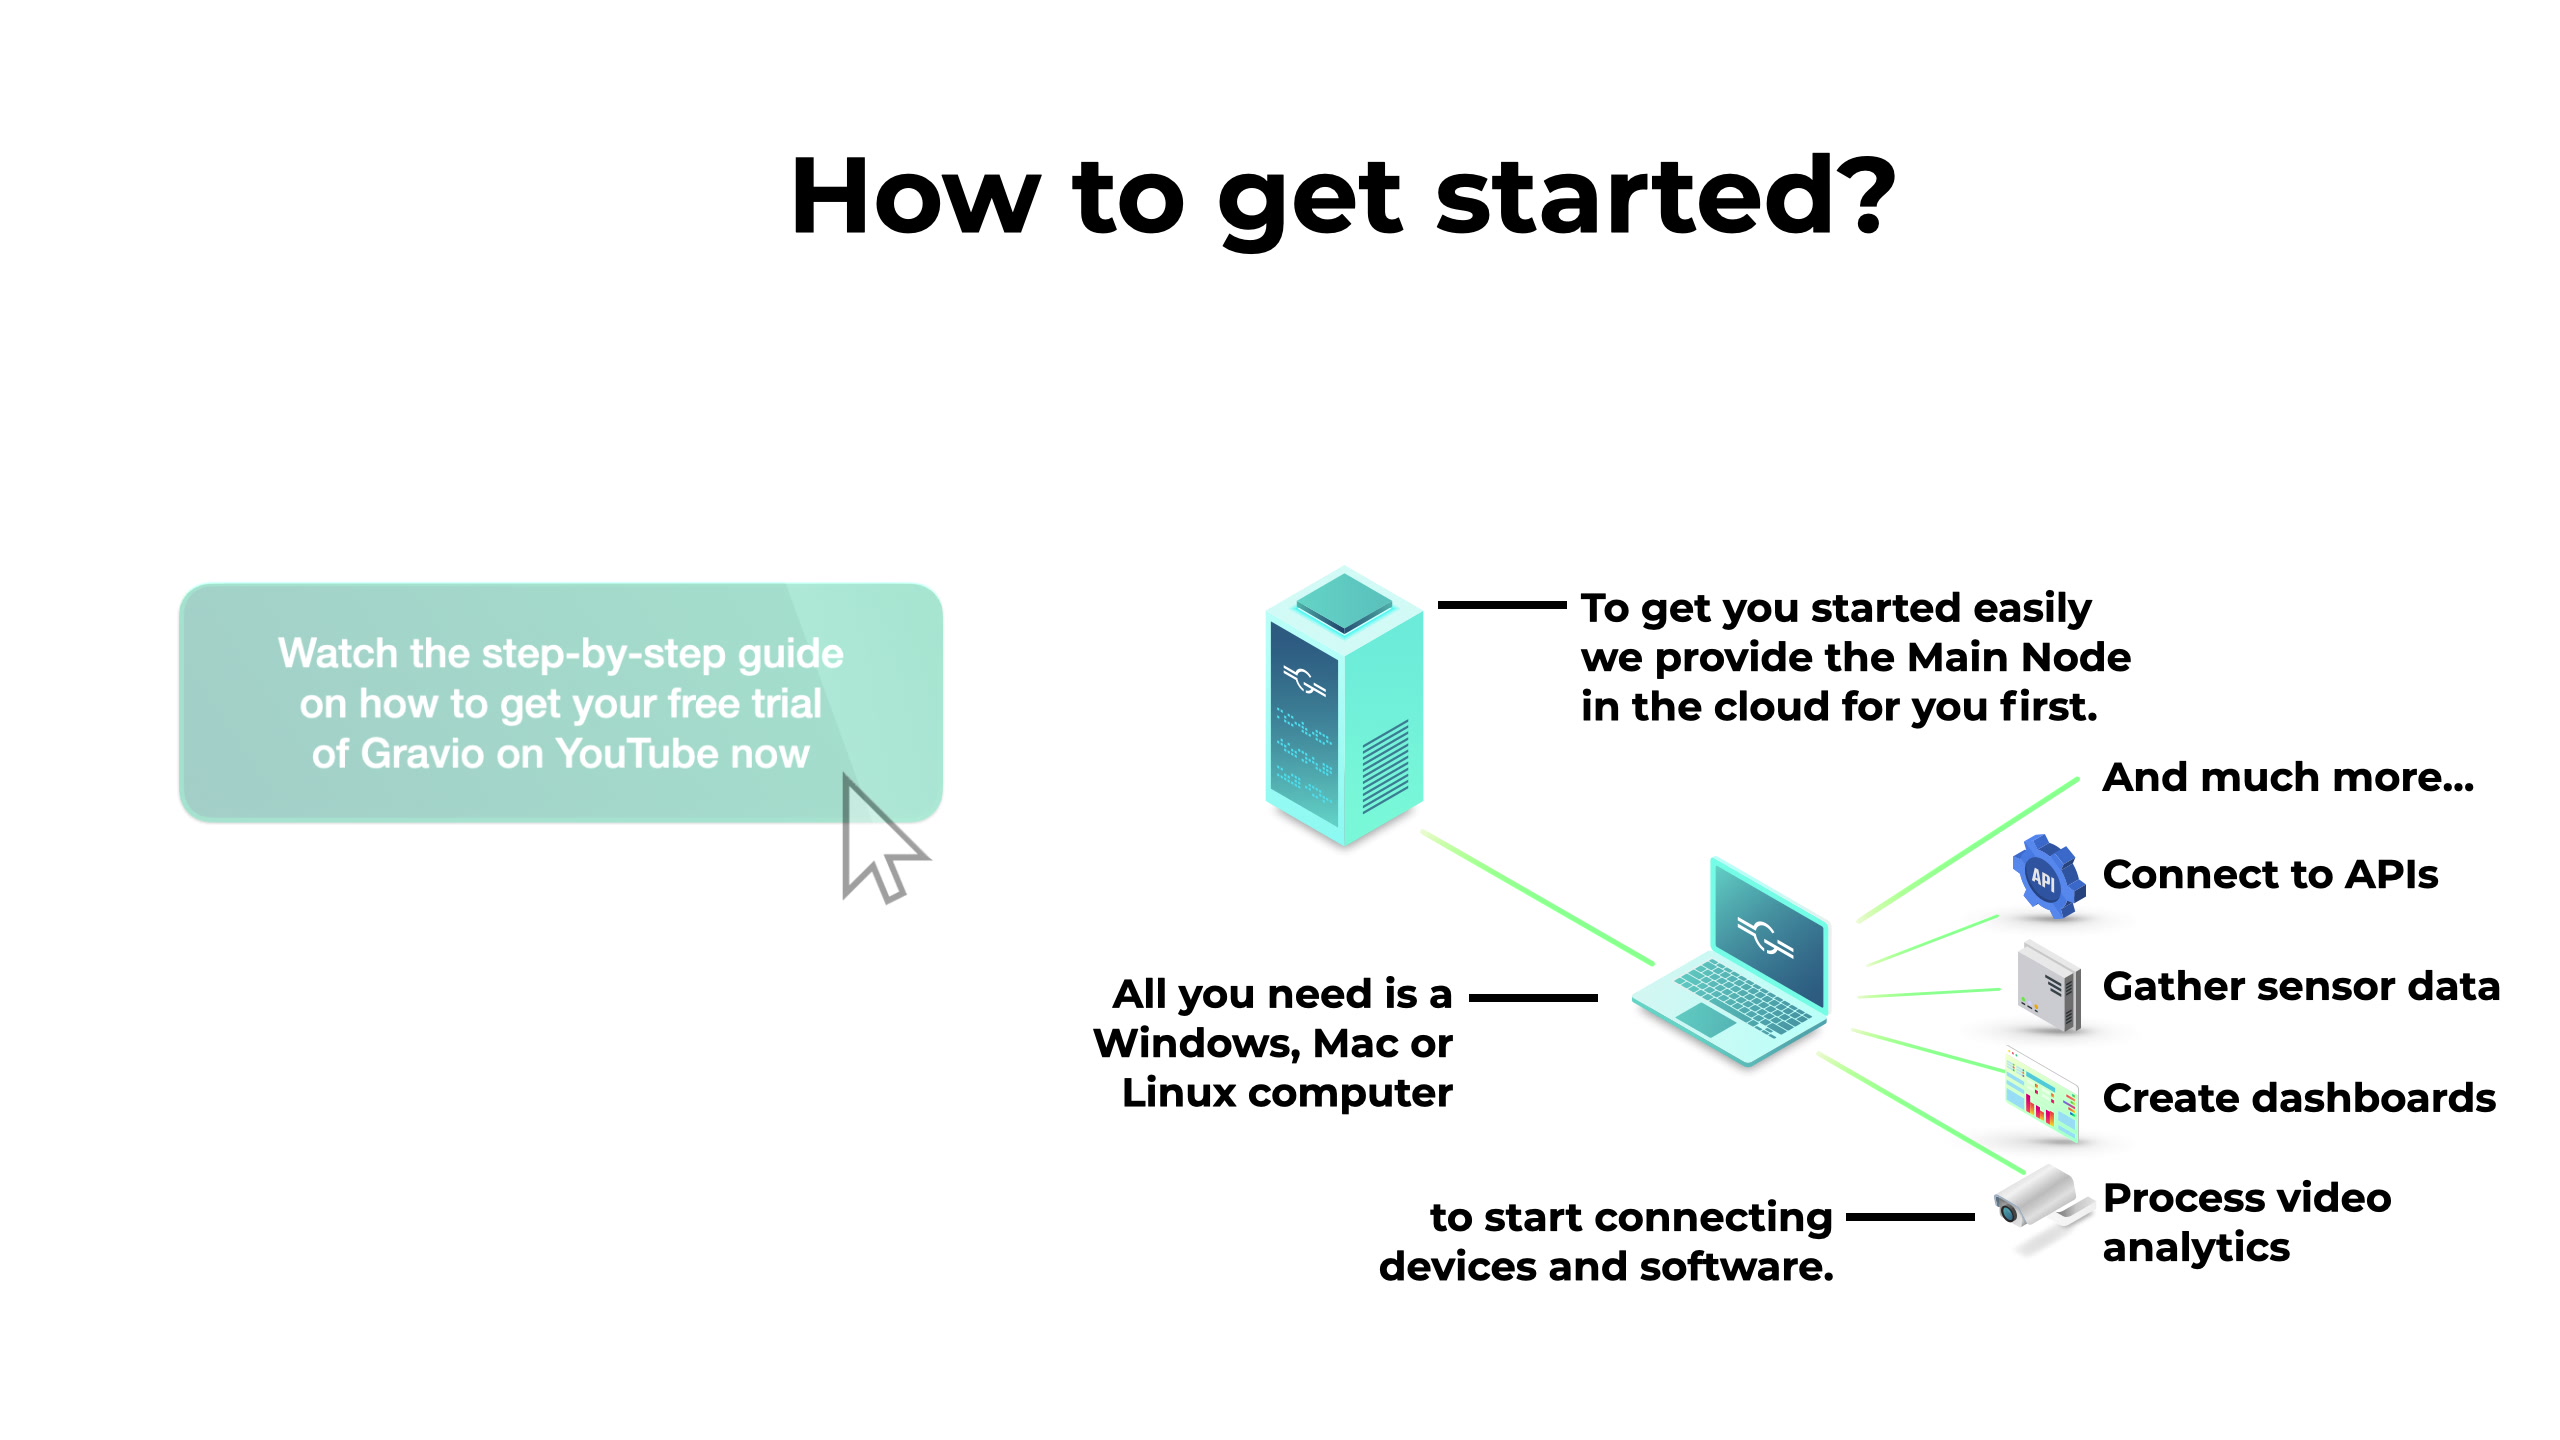 How to get started?
Watch the step-by-step guide
on how to get your free trial
of Gravio on YouTube now
To get you started easily
we provide the Main Node
in the cloud for you first.
All you need is a
Windows, Mac or
Linux computer
to start connecting
devices and software.
And much more...
API
Connect to APIs
Gather sensor data
Create dashboards
Process video
analytics